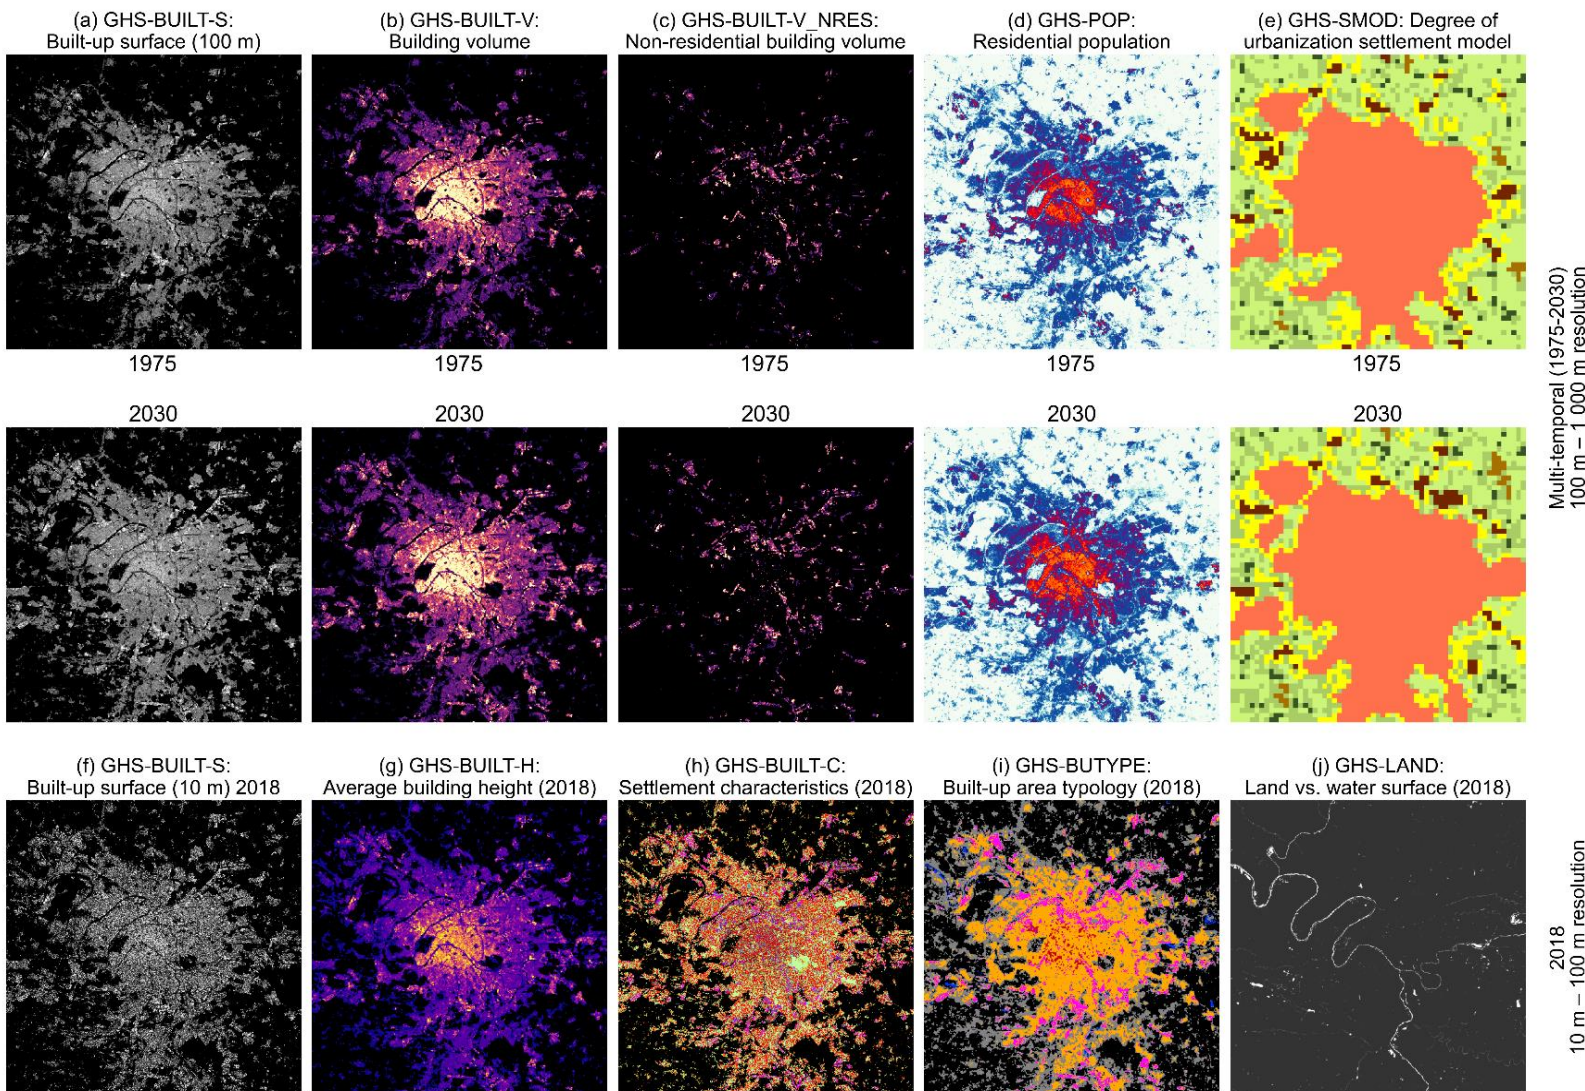 (a) GHS-BUILT-S:
Built-up surface (100 m)
(b) GHS-BUILT-V:
Building volume
(c) GHS-BUILT-V_NRES:
Non-residential building volume
(d) GHS-POP:
Residential population
(e) GHS-SMOD: Degree of
urbanization settlement model
1975
1975
1975
1975
1975
2030
2030
2030
2030
2030
Multi-temporal (1975-2030)
100 m – 1 000 m resolution
(f) GHS-BUILT-S:
Built-up surface (10 m) 2018
(g) GHS-BUILT-H:
Average building height (2018)
(h) GHS-BUILT-C:
Settlement characteristics (2018)
(i) GHS-BUTYPE:
Built-up area typology (2018)
(j) GHS-LAND:
Land vs. water surface (2018)
2018
10 m – 100 m resolution